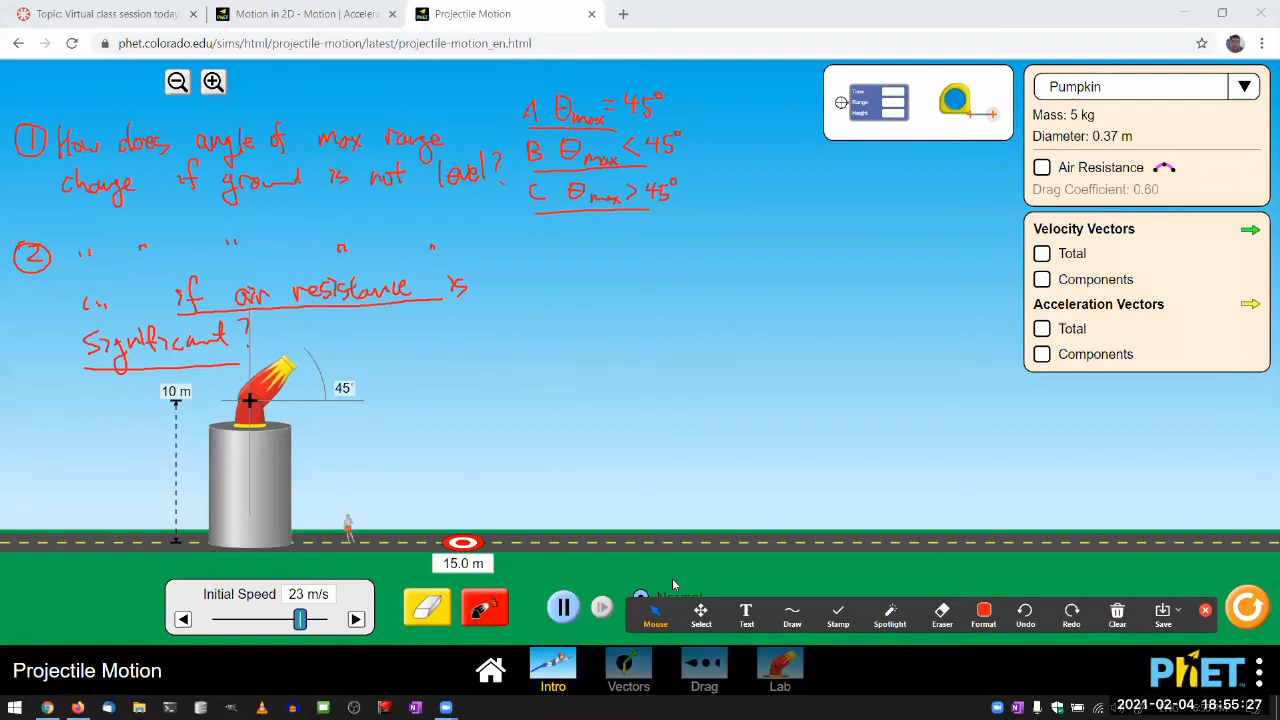 Topic: Virtual class session today
Motion in 2D - Motion | Accelera
Projectile Motion
phet.colorado.edu/sims/html/projectile-motion/latest/projectile-motion_en.html
① How does angle of max range
change if ground is not level?
A θmax = 45°
B θmax < 45°
C θmax > 45°
② " " " " "
" if air resistance is
significant?
Time
Range
Height
Pumpkin
Mass: 5 kg
Diameter: 0.37 m
Air Resistance
Drag Coefficient: 0.60
Velocity Vectors
Total
Components
Acceleration Vectors
Total
Components
10 m
45°
15.0 m
Initial Speed 23 m/s
Normal
Mouse Select Text Draw Stamp Spotlight Eraser Format Undo Redo Clear Save
Projectile Motion
Intro Vectors Drag Lab
PhET
2021-02-04 18:55:27